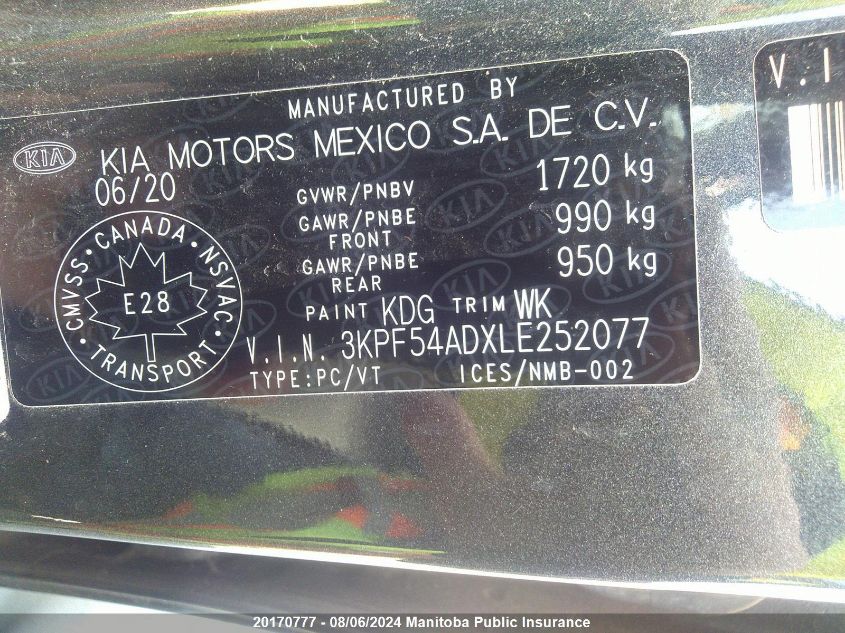 MANUFACTURED BY
KIA KIA MOTORS MEXICO S.A. DE C.V.
06/20
GVWR/PNBV 1720 kg
GAWR/PNBE FRONT 990 kg
GAWR/PNBE REAR 950 kg
PAINT KDG TRIM WK
V.I.N. 3KPF54ADXLE252077
TYPE:PC/VT ICES/NMB-002
CMVSS • CANADA • NSVAC • TRANSPORT •
E28
V.I
20170777 - 08/06/2024 Manitoba Public Insurance